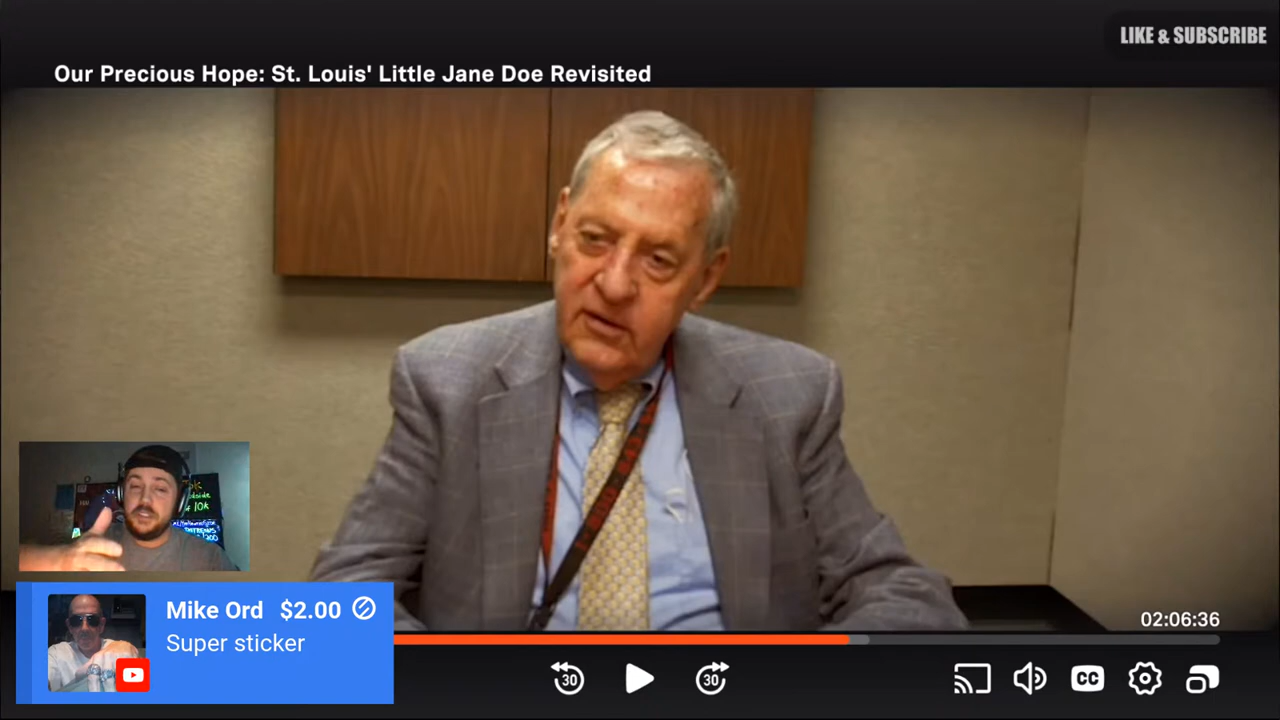 LIKE & SUBSCRIBE
Our Precious Hope: St. Louis' Little Jane Doe Revisited
10K
Mike Ord $2.00
Super sticker
02:06:36
30
30
CC